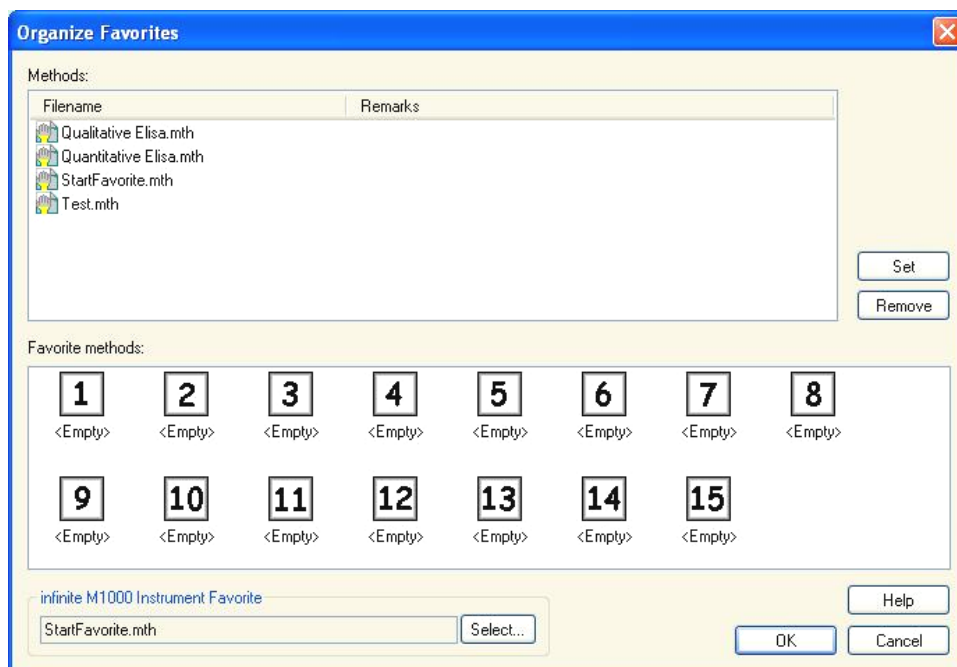 Organize Favorites
Methods:
Filename Remarks
Qualitative Elisa.mth
Quantitative Elisa.mth
StartFavorite.mth
Test.mth
Set
Remove
Favorite methods:
1 2 3 4 5 6 7 8
<Empty> <Empty> <Empty> <Empty> <Empty> <Empty> <Empty> <Empty>
9 10 11 12 13 14 15
<Empty> <Empty> <Empty> <Empty> <Empty> <Empty> <Empty>
infinite M1000 Instrument Favorite
StartFavorite.mth Select...
Help
OK Cancel